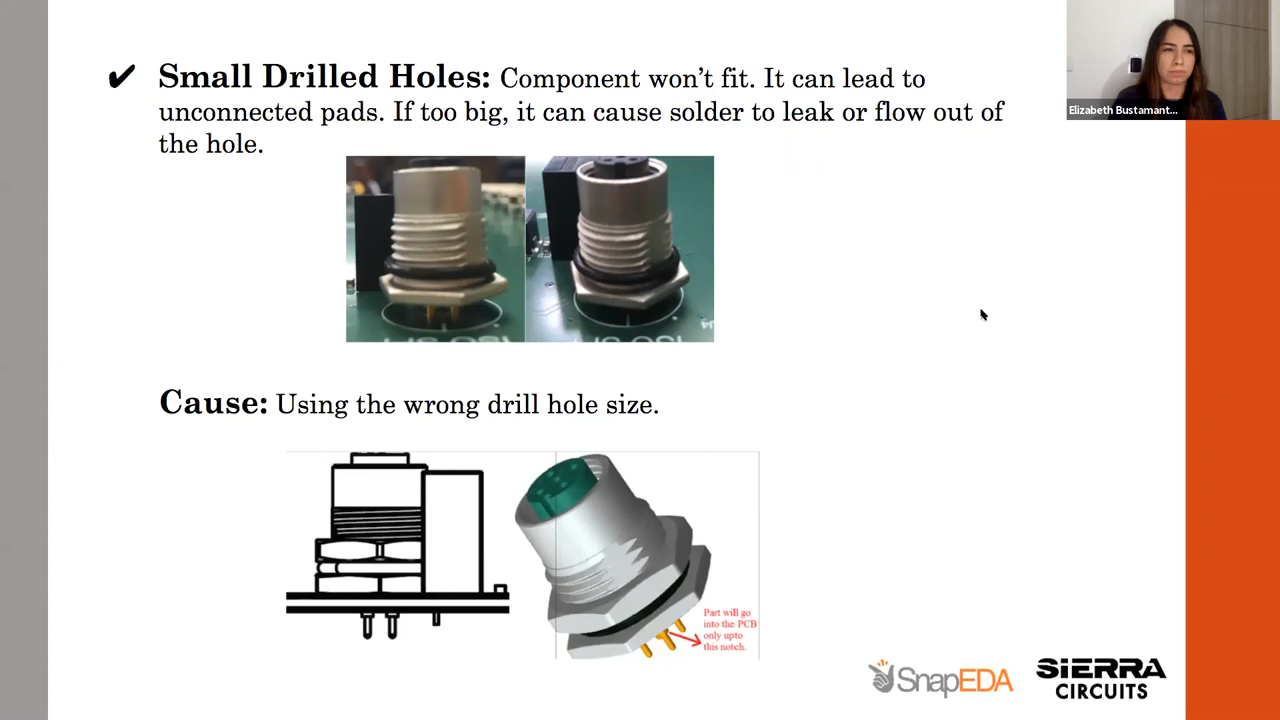 ✔ Small Drilled Holes: Component won’t fit. It can lead to
unconnected pads. If too big, it can cause solder to leak or flow out of
the hole.
Elizabeth Bustamant...
Cause: Using the wrong drill hole size.
Part will go
into the PCB
only upto
this notch.
SnapEDA
SIERRA
CIRCUITS